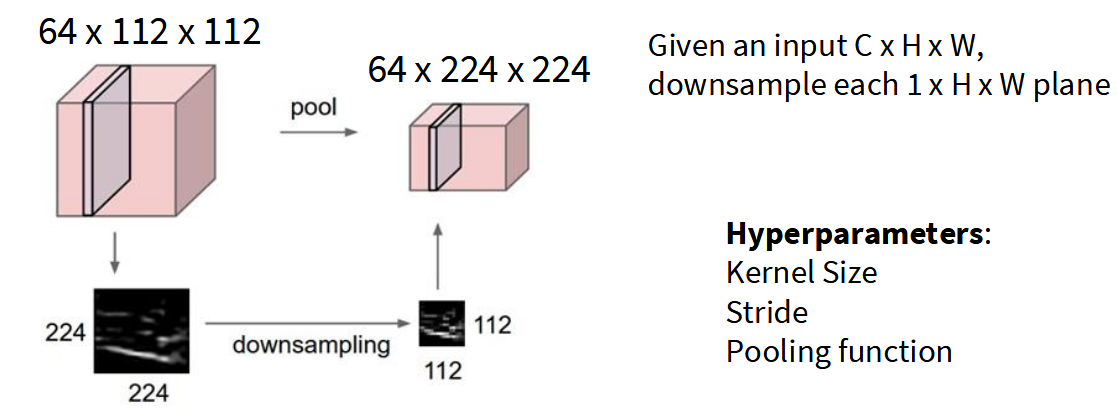 64 x 112 x 112
64 x 224 x 224
pool
224
224
downsampling
112
112
Given an input C x H x W,
downsample each 1 x H x W plane
Hyperparameters:
Kernel Size
Stride
Pooling function